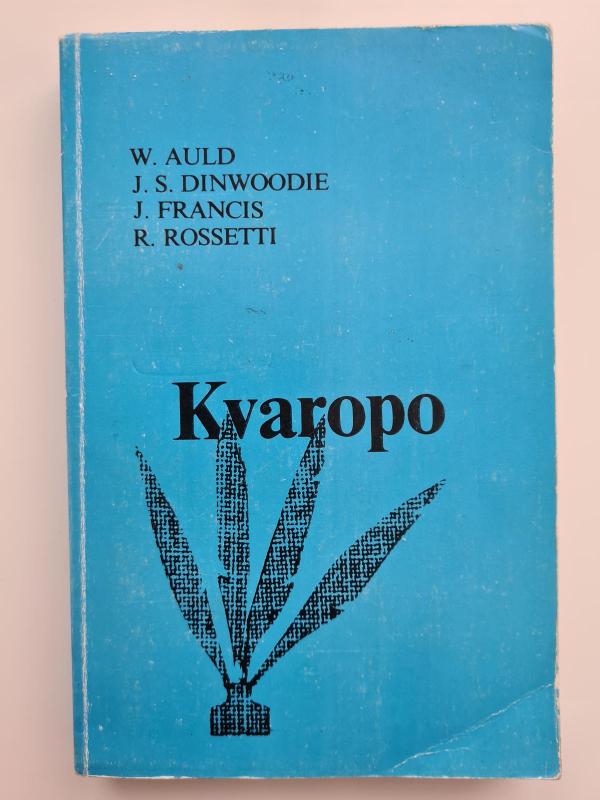 W. AULD
J. S. DINWOODIE
J. FRANCIS
R. ROSSETTI
Kvaropo